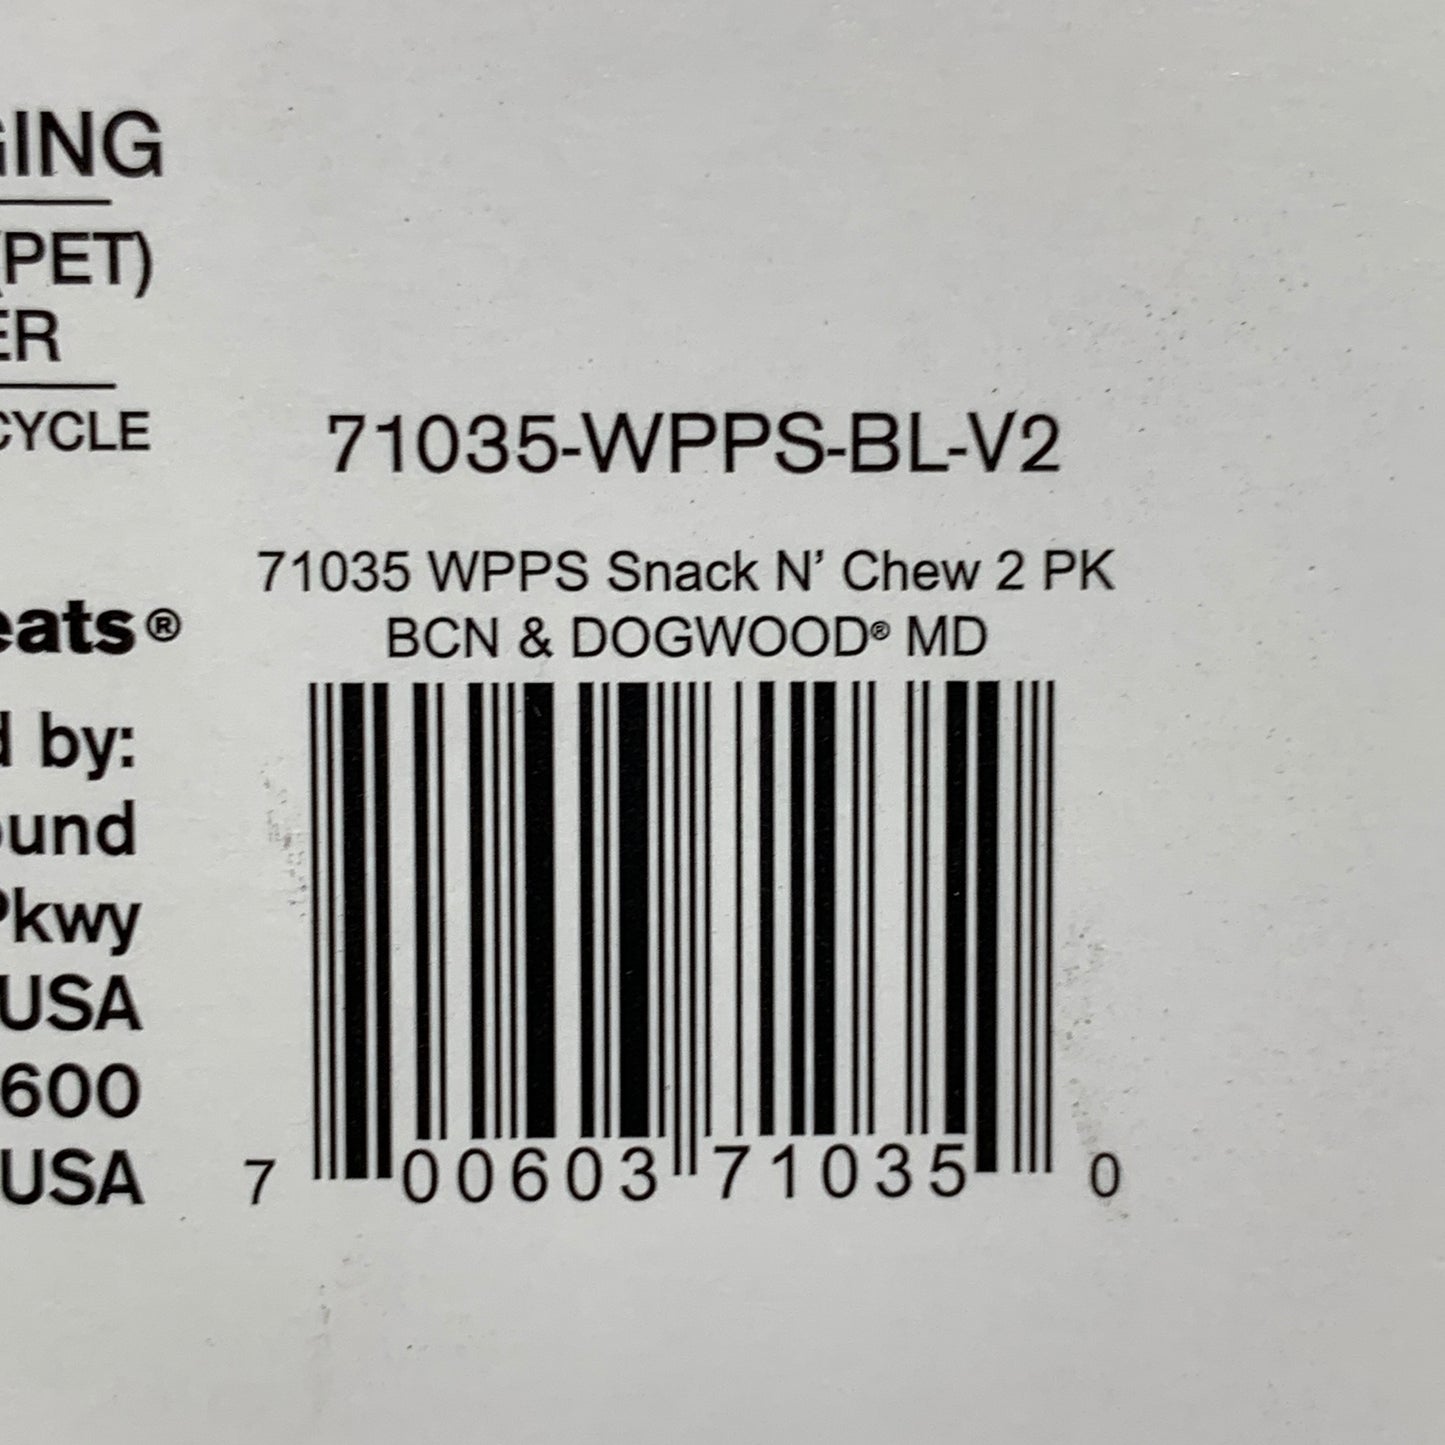 GING
(PET)
ER
CYCLE
71035-WPPS-BL-V2
71035 WPPS Snack N’ Chew 2 PK
BCN & DOGWOOD® MD
eats®
d by:
ound
Pkwy
USA
600
USA
7 00603 71035 0